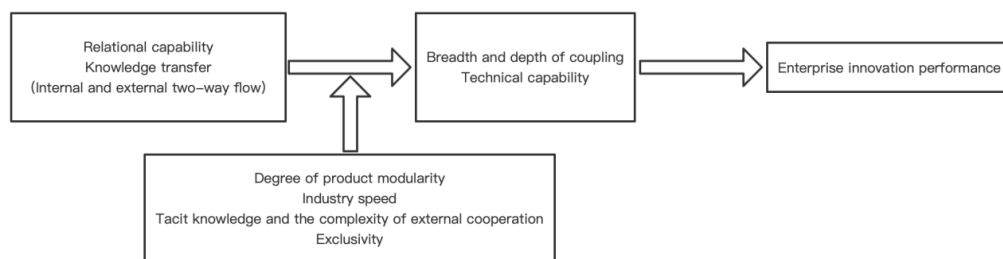 Relational capability
Knowledge transfer
(Internal and external two-way flow)
Breadth and depth of coupling
Technical capability
Enterprise innovation performance
Degree of product modularity
Industry speed
Tacit knowledge and the complexity of external cooperation
Exclusivity